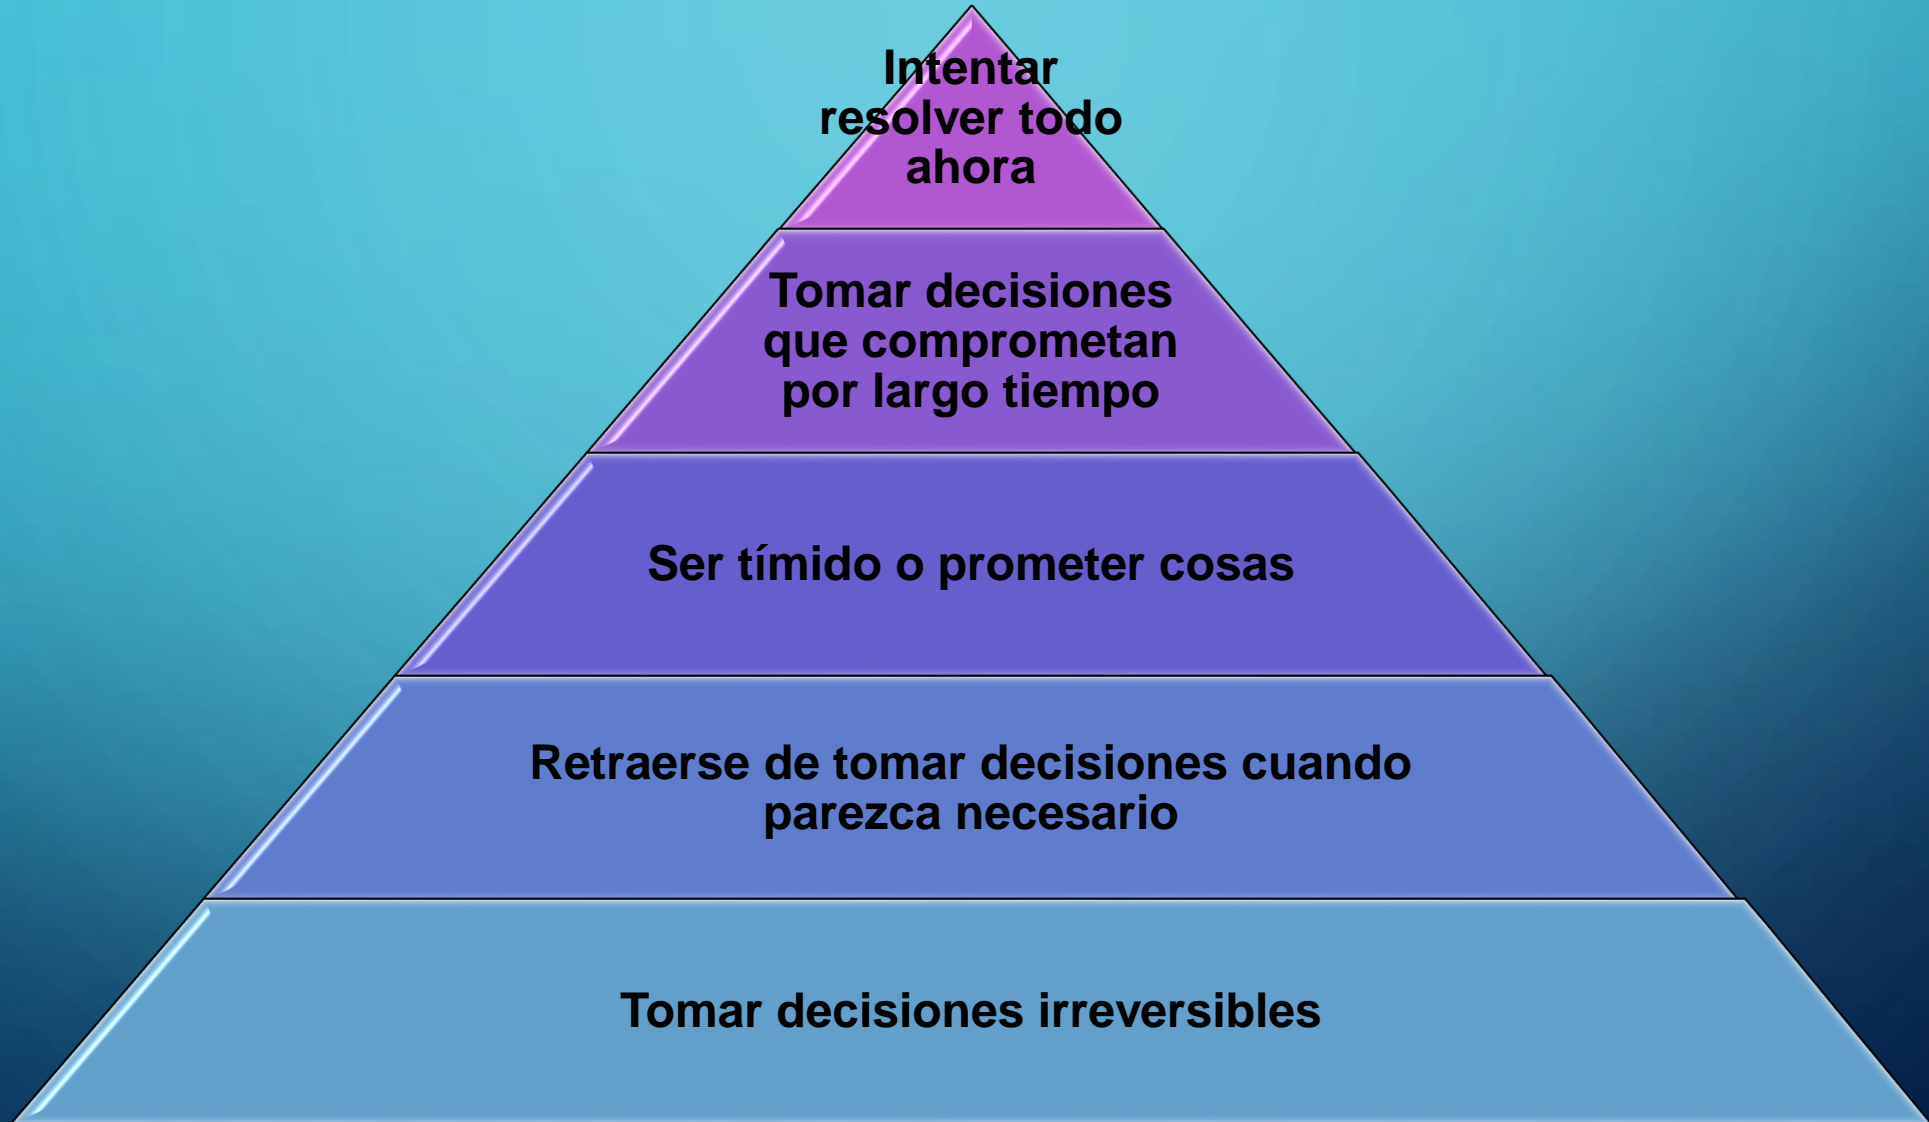 Intentar
resolver todo
ahora
Tomar decisiones
que comprometan
por largo tiempo
Ser tímido o prometer cosas
Retraerse de tomar decisiones cuando
parezca necesario
Tomar decisiones irreversibles